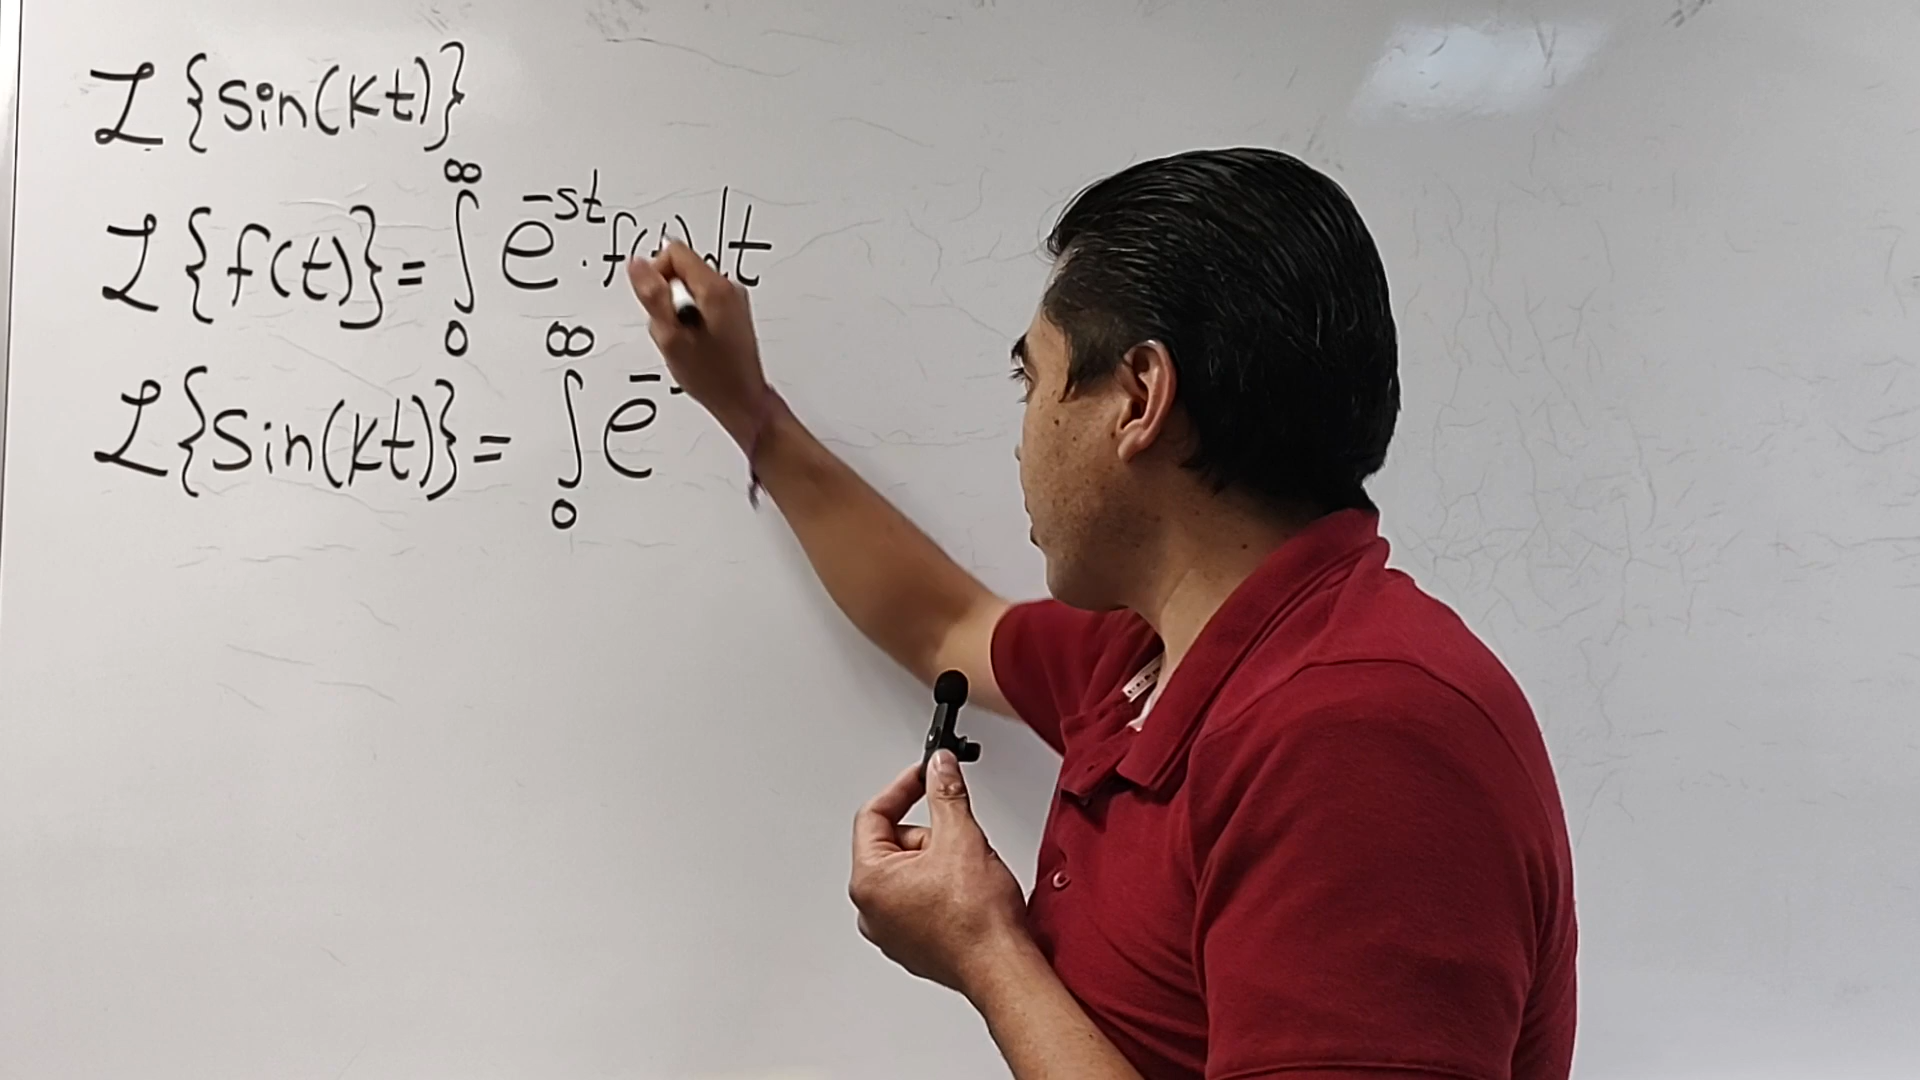 ℒ{sin(kt)}
ℒ{f(t)} = ∫₀^∞ e^-st · f(t) dt
ℒ{sin(kt)} = ∫₀^∞ e^-